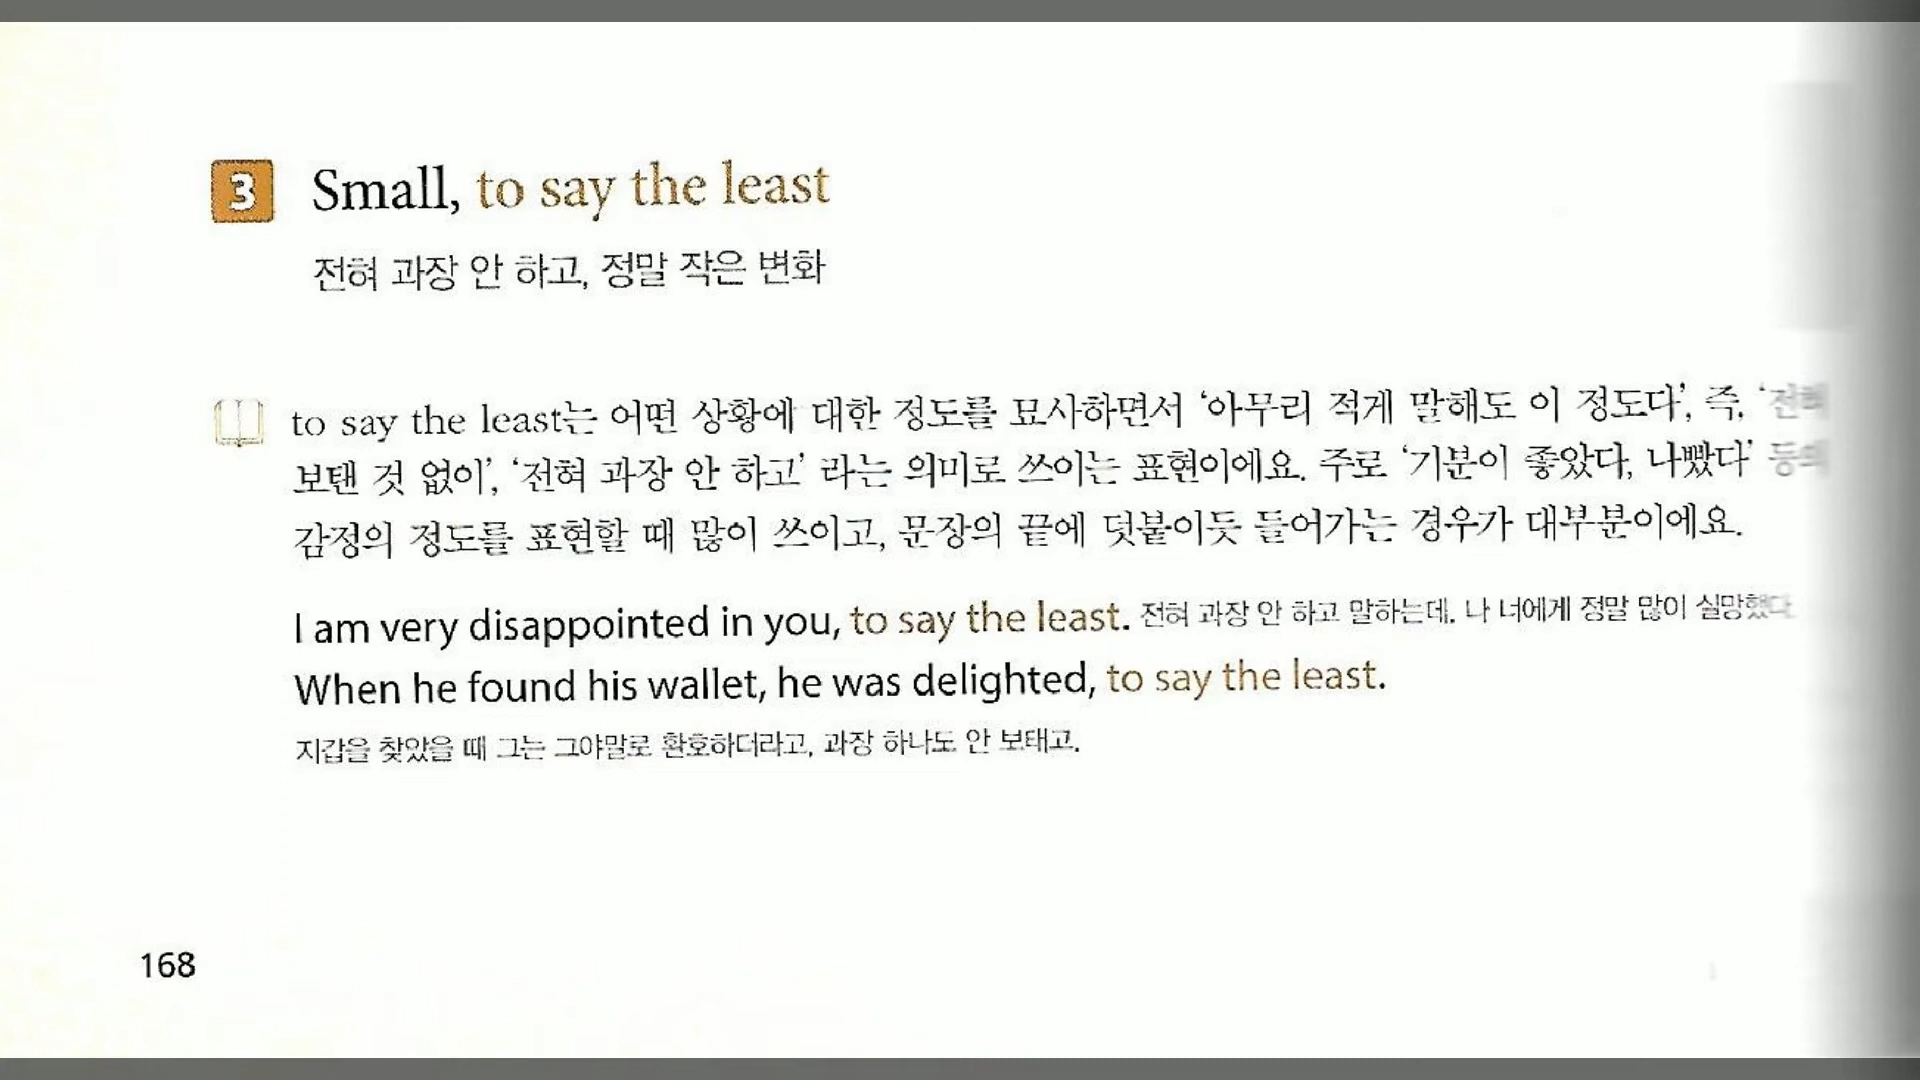 3 Small, to say the least
전혀 과장 안 하고, 정말 작은 변화
to say the least는 어떤 상황에 대한 정도를 묘사하면서 ‘아무리 적게 말해도 이 정도다’, 즉, ‘전혀
보탠 것 없이’, ‘전혀 과장 안 하고’ 라는 의미로 쓰이는 표현이에요. 주로 ‘기분이 좋았다, 나빴다’ 등의
감정의 정도를 표현할 때 많이 쓰이고, 문장의 끝에 덧붙이듯 들어가는 경우가 대부분이에요.
I am very disappointed in you, to say the least. 전혀 과장 안 하고 말하는데, 나 너에게 정말 많이 실망했다.
When he found his wallet, he was delighted, to say the least.
지갑을 찾았을 때 그는 그야말로 환호하더라고, 과장 하나도 안 보태고.
168